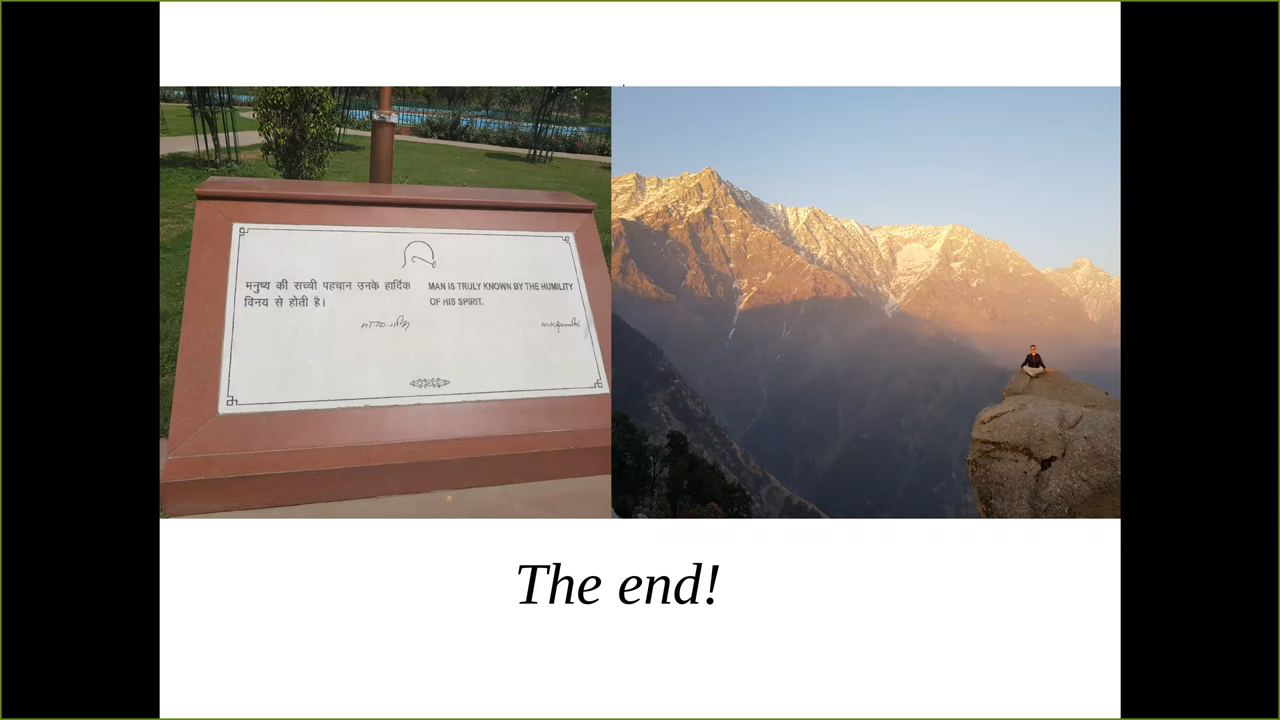 मनुष्य की सच्ची पहचान उनके हार्दिक
विनय से होती है।
MAN IS TRULY KNOWN BY THE HUMILITY
OF HIS SPIRIT.
The end!